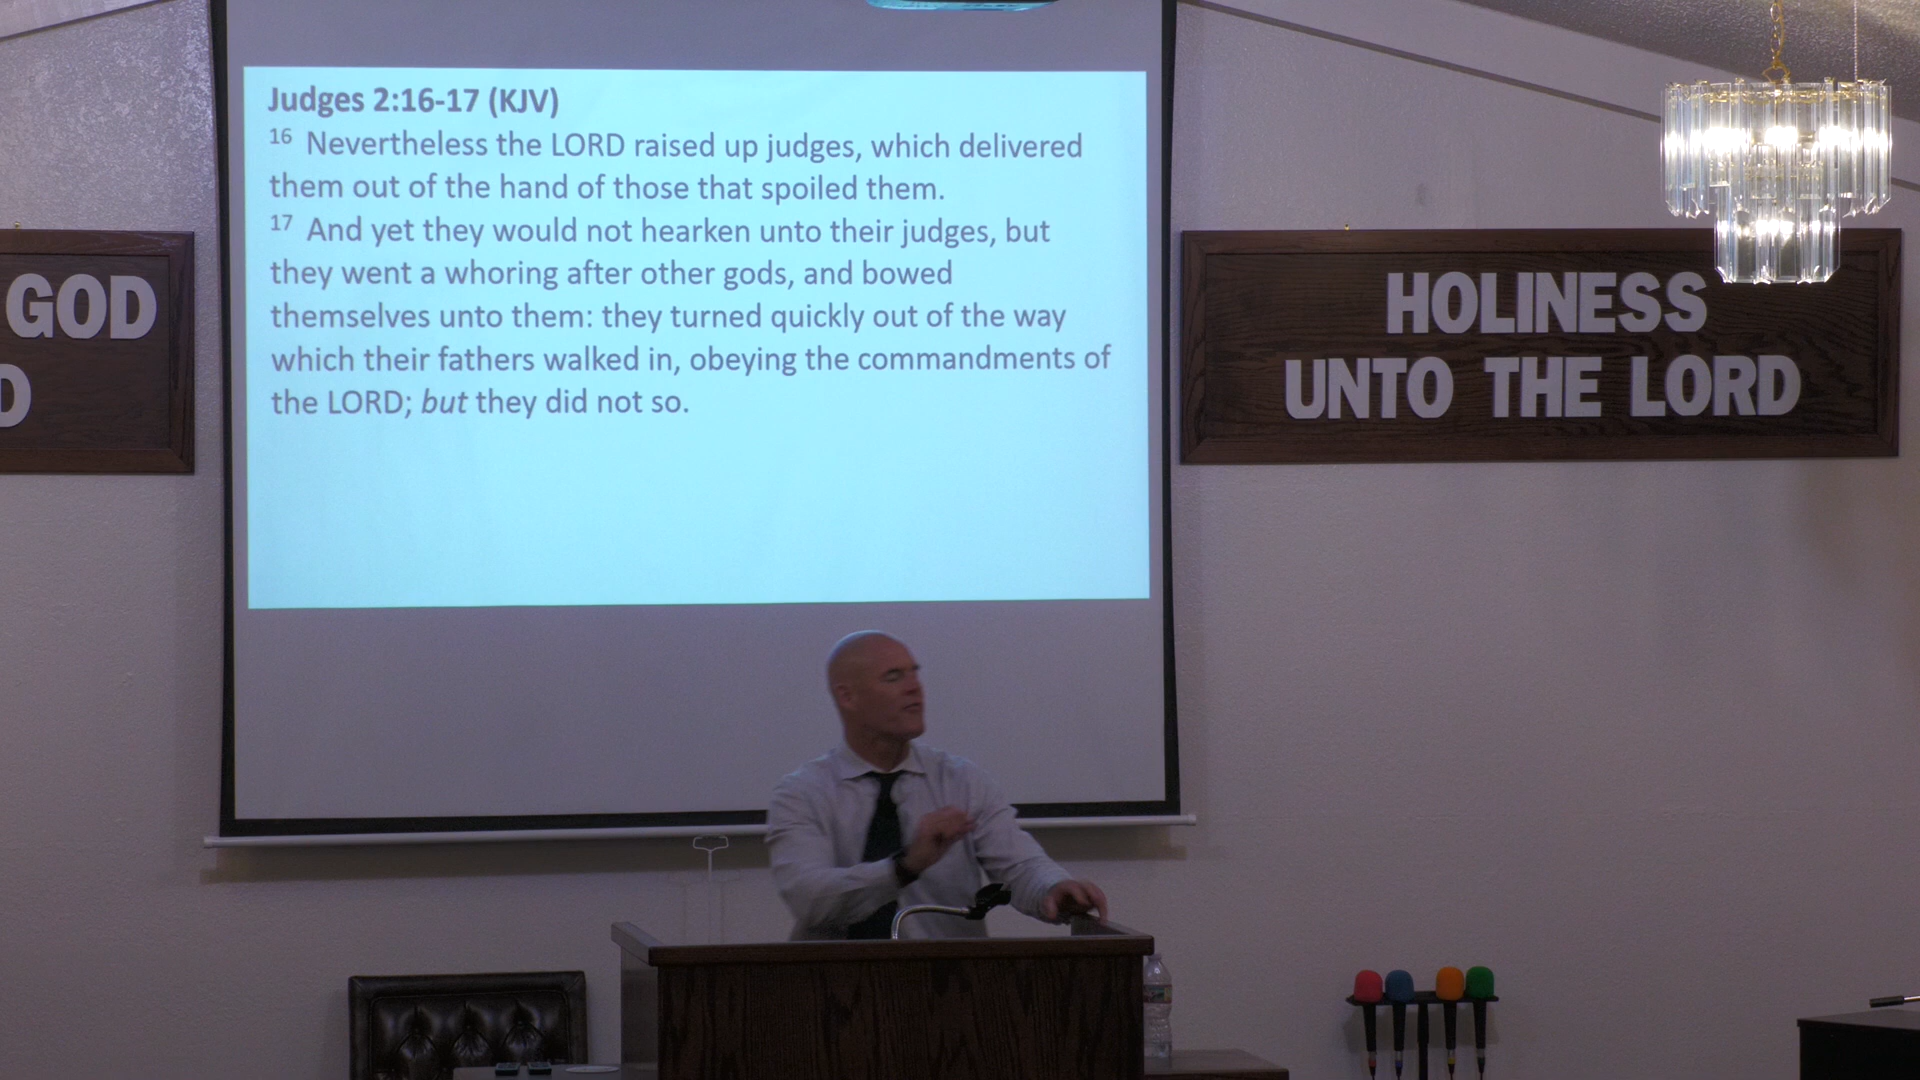 Judges 2:16-17 (KJV)
16 Nevertheless the LORD raised up judges, which delivered
them out of the hand of those that spoiled them.
17 And yet they would not hearken unto their judges, but
they went a whoring after other gods, and bowed
themselves unto them: they turned quickly out of the way
which their fathers walked in, obeying the commandments of
the LORD; but they did not so.
GOD
D
HOLINESS
UNTO THE LORD